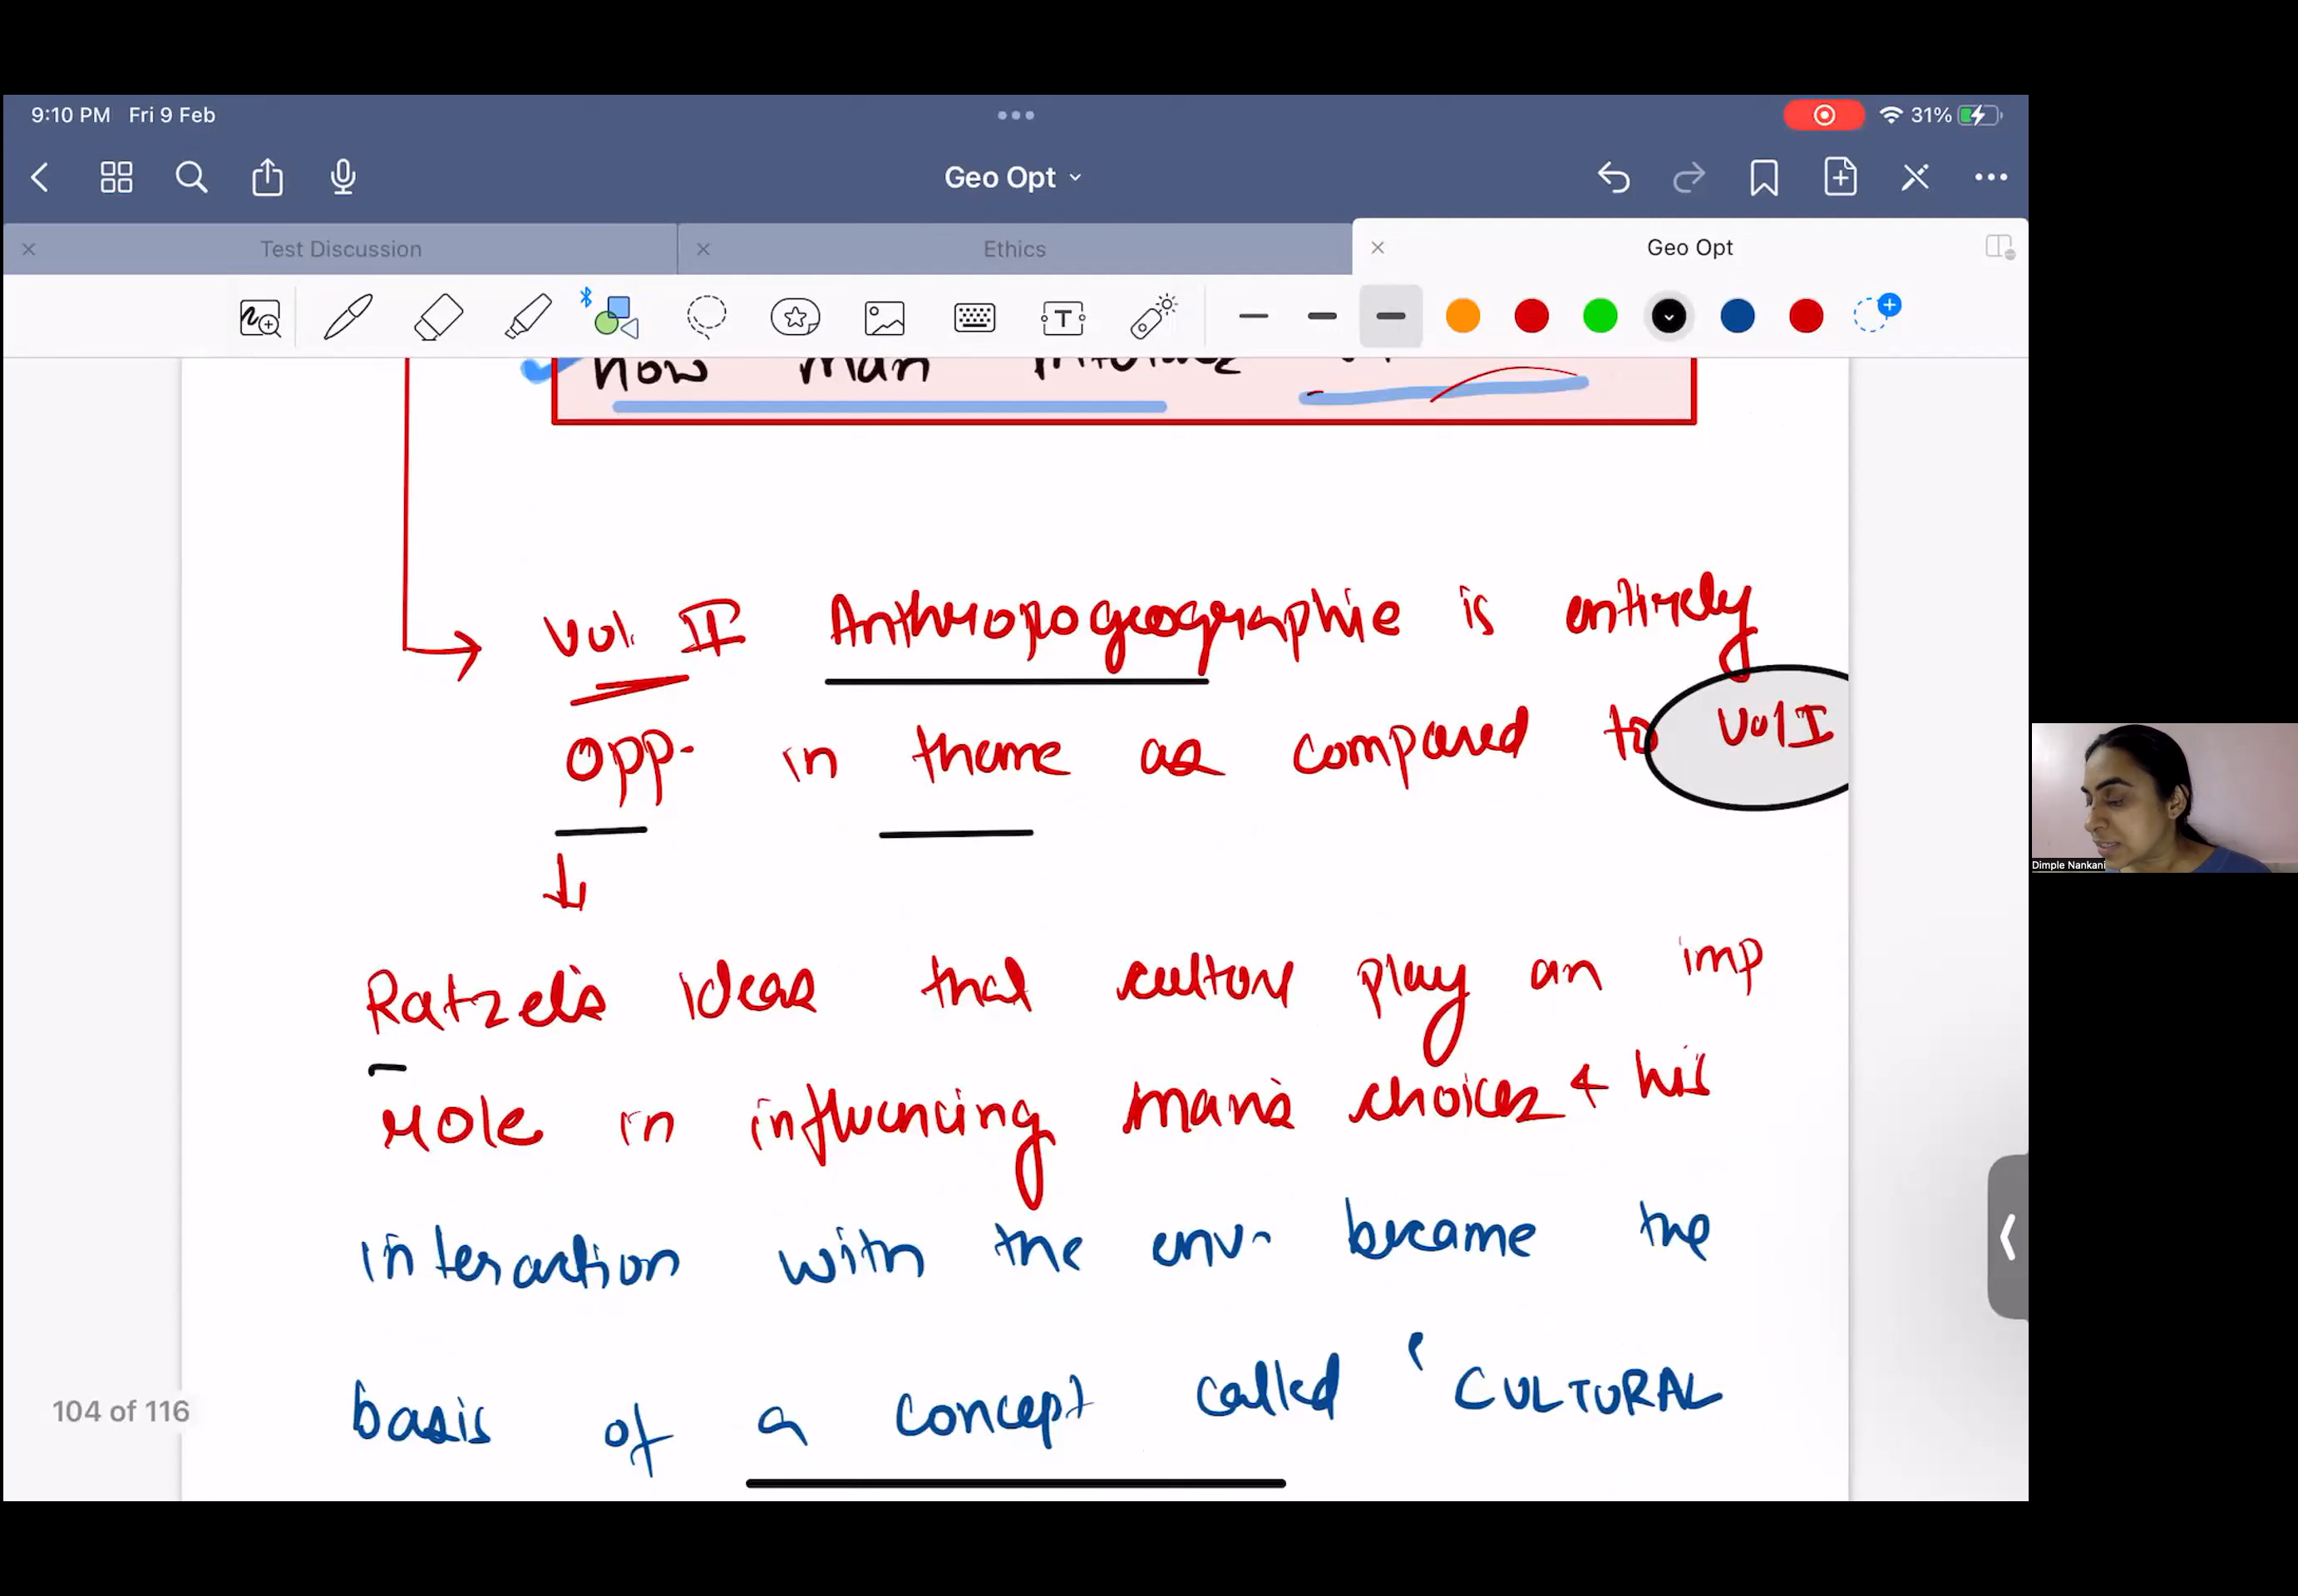 9:10 PM Fri 9 Feb
31%
Geo Opt
Test Discussion
Ethics
Geo Opt
T
how man
Vol. II Anthropogeographie is entirely
opp. in theme as compared to Vol I
Ratzel's ideas that culture play an imp
role in influencing man's choices & his
interaction with the env. became the
basis of a concept called ' CULTURAL
104 of 116
Dimple Nankani